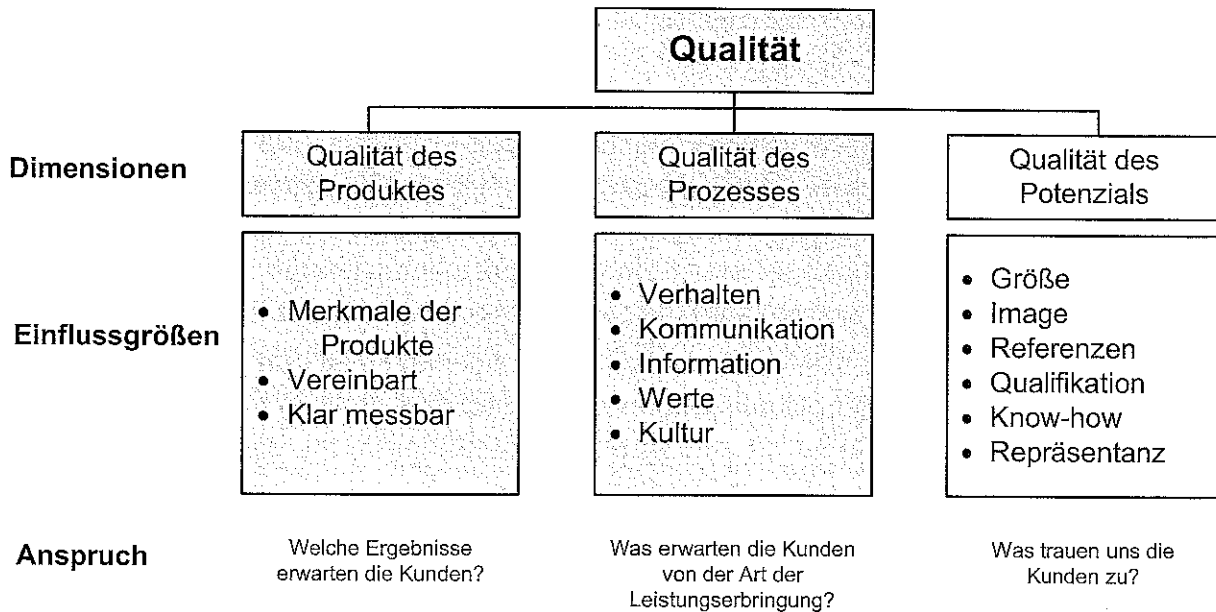 Qualität
Dimensionen
Qualität des
Produktes
Qualität des
Prozesses
Qualität des
Potenzials
Einflussgrößen
• Merkmale der
Produkte
• Vereinbart
• Klar messbar
• Verhalten
• Kommunikation
• Information
• Werte
• Kultur
• Größe
• Image
• Referenzen
• Qualifikation
• Know-how
• Repräsentanz
Anspruch
Welche Ergebnisse
erwarten die Kunden?
Was erwarten die Kunden
von der Art der
Leistungserbringung?
Was trauen uns die
Kunden zu?